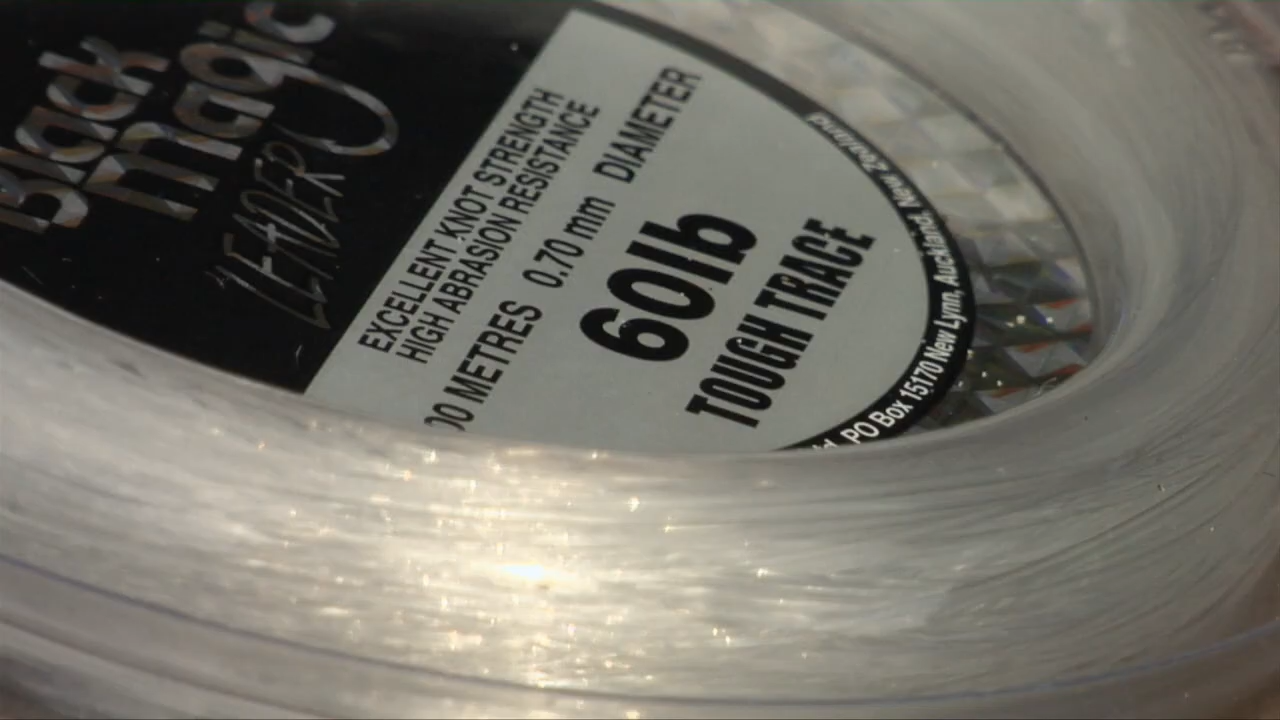 Black
magic
LEADER
EXCELLENT KNOT STRENGTH
HIGH ABRASION RESISTANCE
00 METRES 0.70 mm DIAMETER
60lb
TOUGH TRACE
PO Box 15170 New Lynn, Auckland, New Zealand